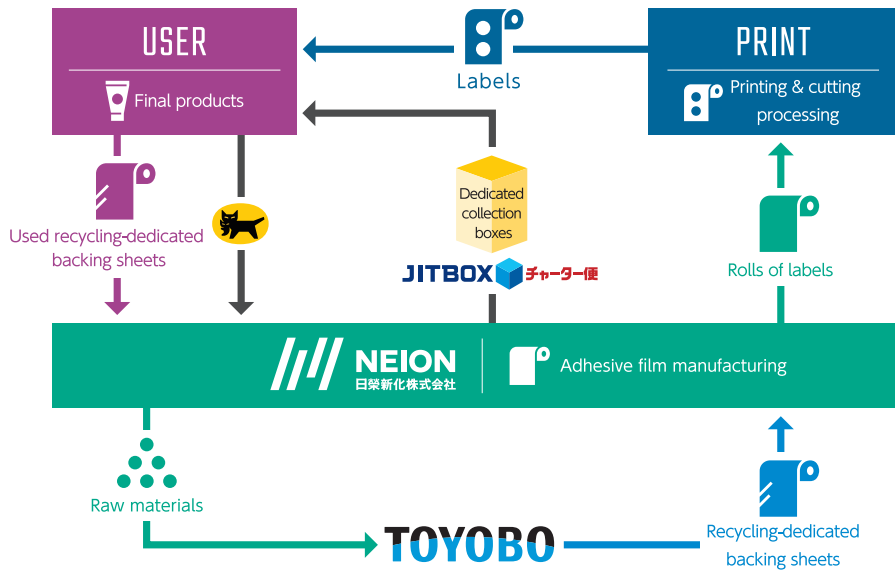 USER
Final products
Labels
PRINT
Printing & cutting
processing
Used recycling-dedicated
backing sheets
Dedicated
collection
boxes
JITBOX チャーター便
Rolls of labels
NEION
日榮新化株式会社
Adhesive film manufacturing
Raw materials
TOYOBO
Recycling-dedicated
backing sheets